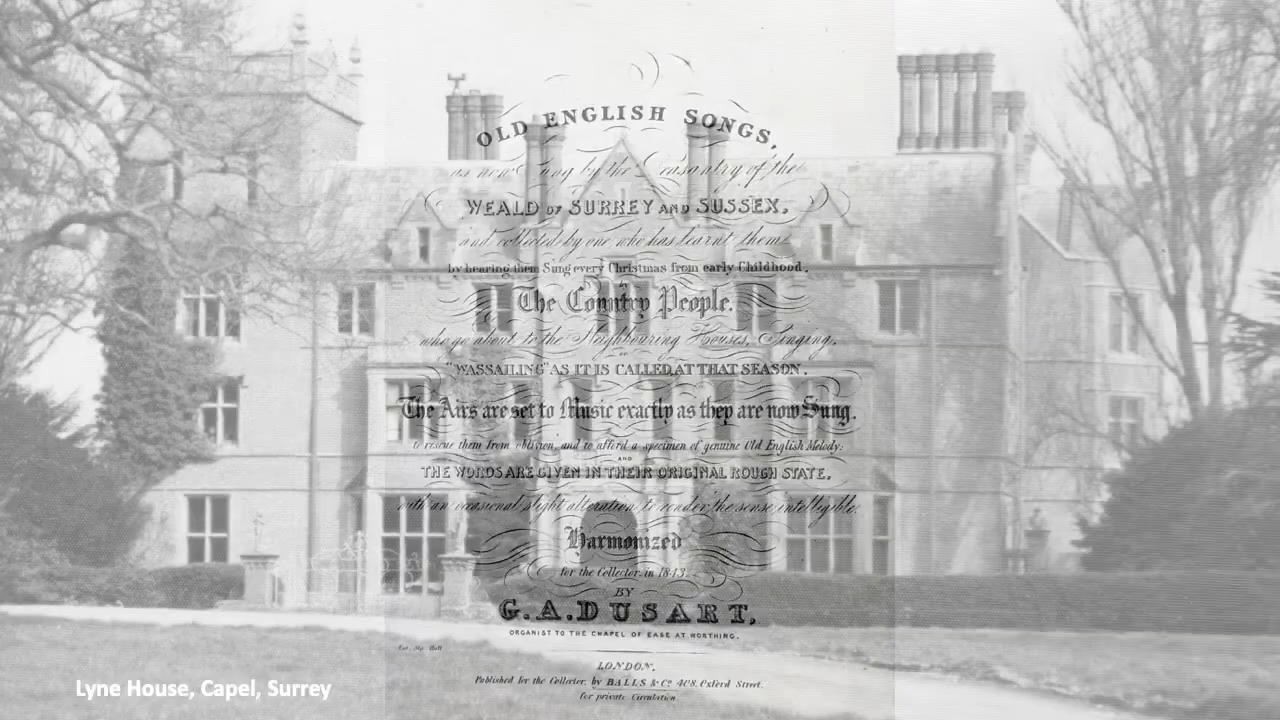 OLD ENGLISH SONGS,
as now Sung by the Peasantry of the
WEALD OF SURREY AND SUSSEX,
and collected by one who has learnt them
by hearing them Sung every Christmas from early Childhood,
The Country People,
who go about to the Neighbouring Houses, Singing,
"WASSAILING" AS IT IS CALLED, AT THAT SEASON.
The Airs are set to Music exactly as they are now Sung.
to rescue them from oblivion, and to afford a specimen of genuine Old English Melody:
AND
THE WORDS ARE GIVEN IN THEIR ORIGINAL ROUGH STATE,
with an occasional slight alteration to render the sense intelligible.
Harmonized
for the Collector, in 1843,
BY
G. A. DUSART,
ORGANIST TO THE CHAPEL OF EASE AT WORTHING.
Ent. Sta. Hall
LONDON,
Published for the Collector, by BALLS & Co. 408, Oxford Street.
for private Circulation
Lyne House, Capel, Surrey